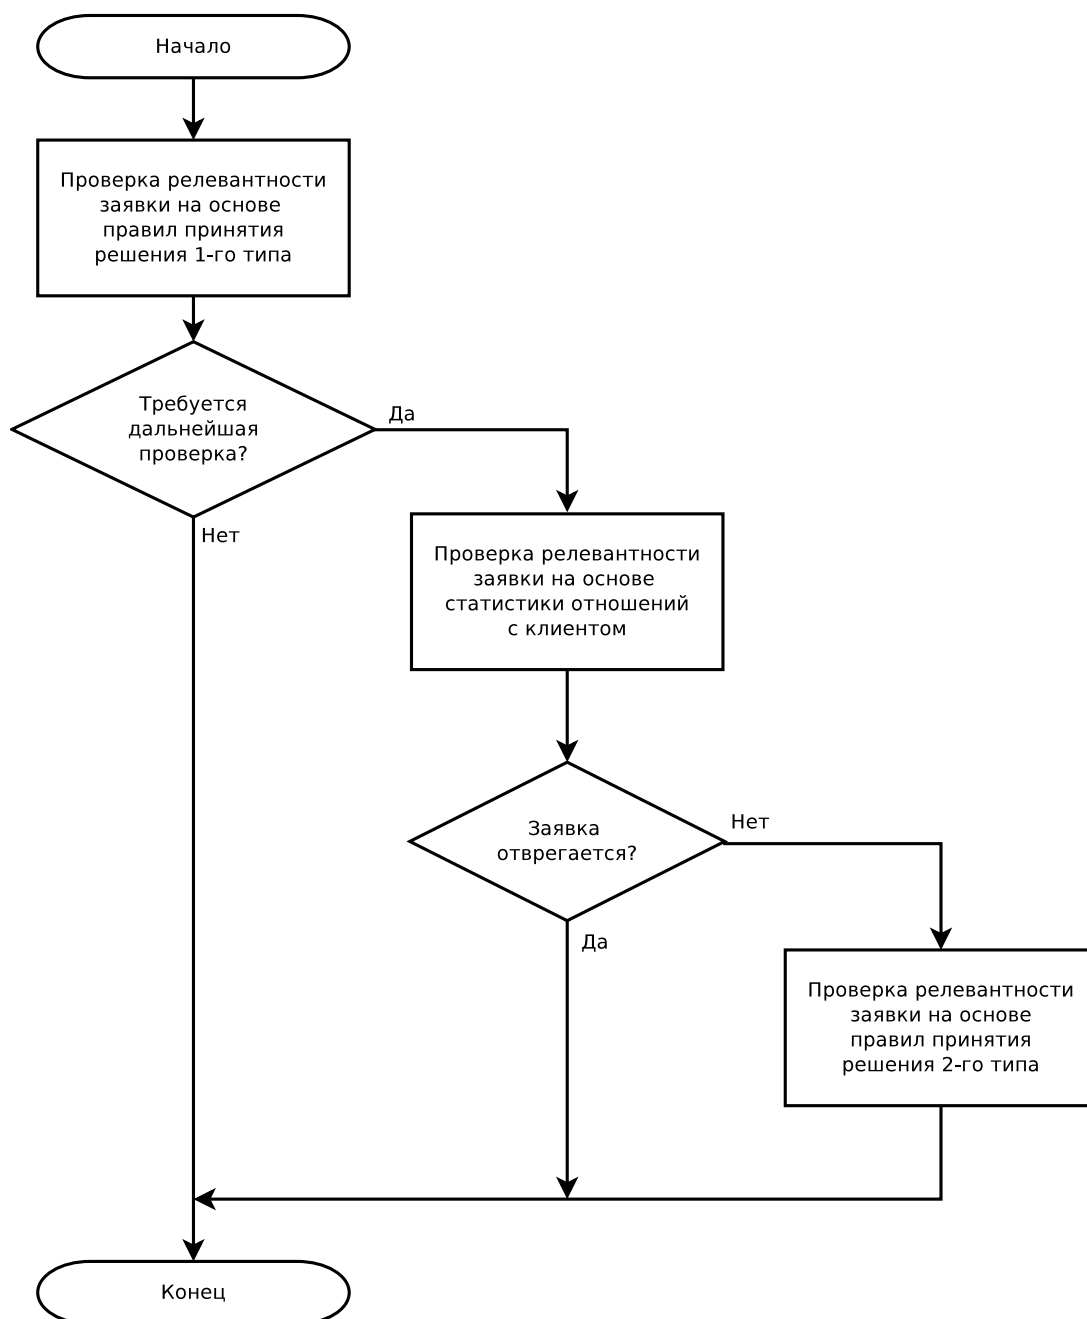 Начало
Проверка релевантности
заявки на основе
правил принятия
решения 1-го типа
Требуется
дальнейшая
проверка?
Да
Нет
Проверка релевантности
заявки на основе
статистики отношений
с клиентом
Заявка
отврегается?
Нет
Да
Проверка релевантности
заявки на основе
правил принятия
решения 2-го типа
Конец